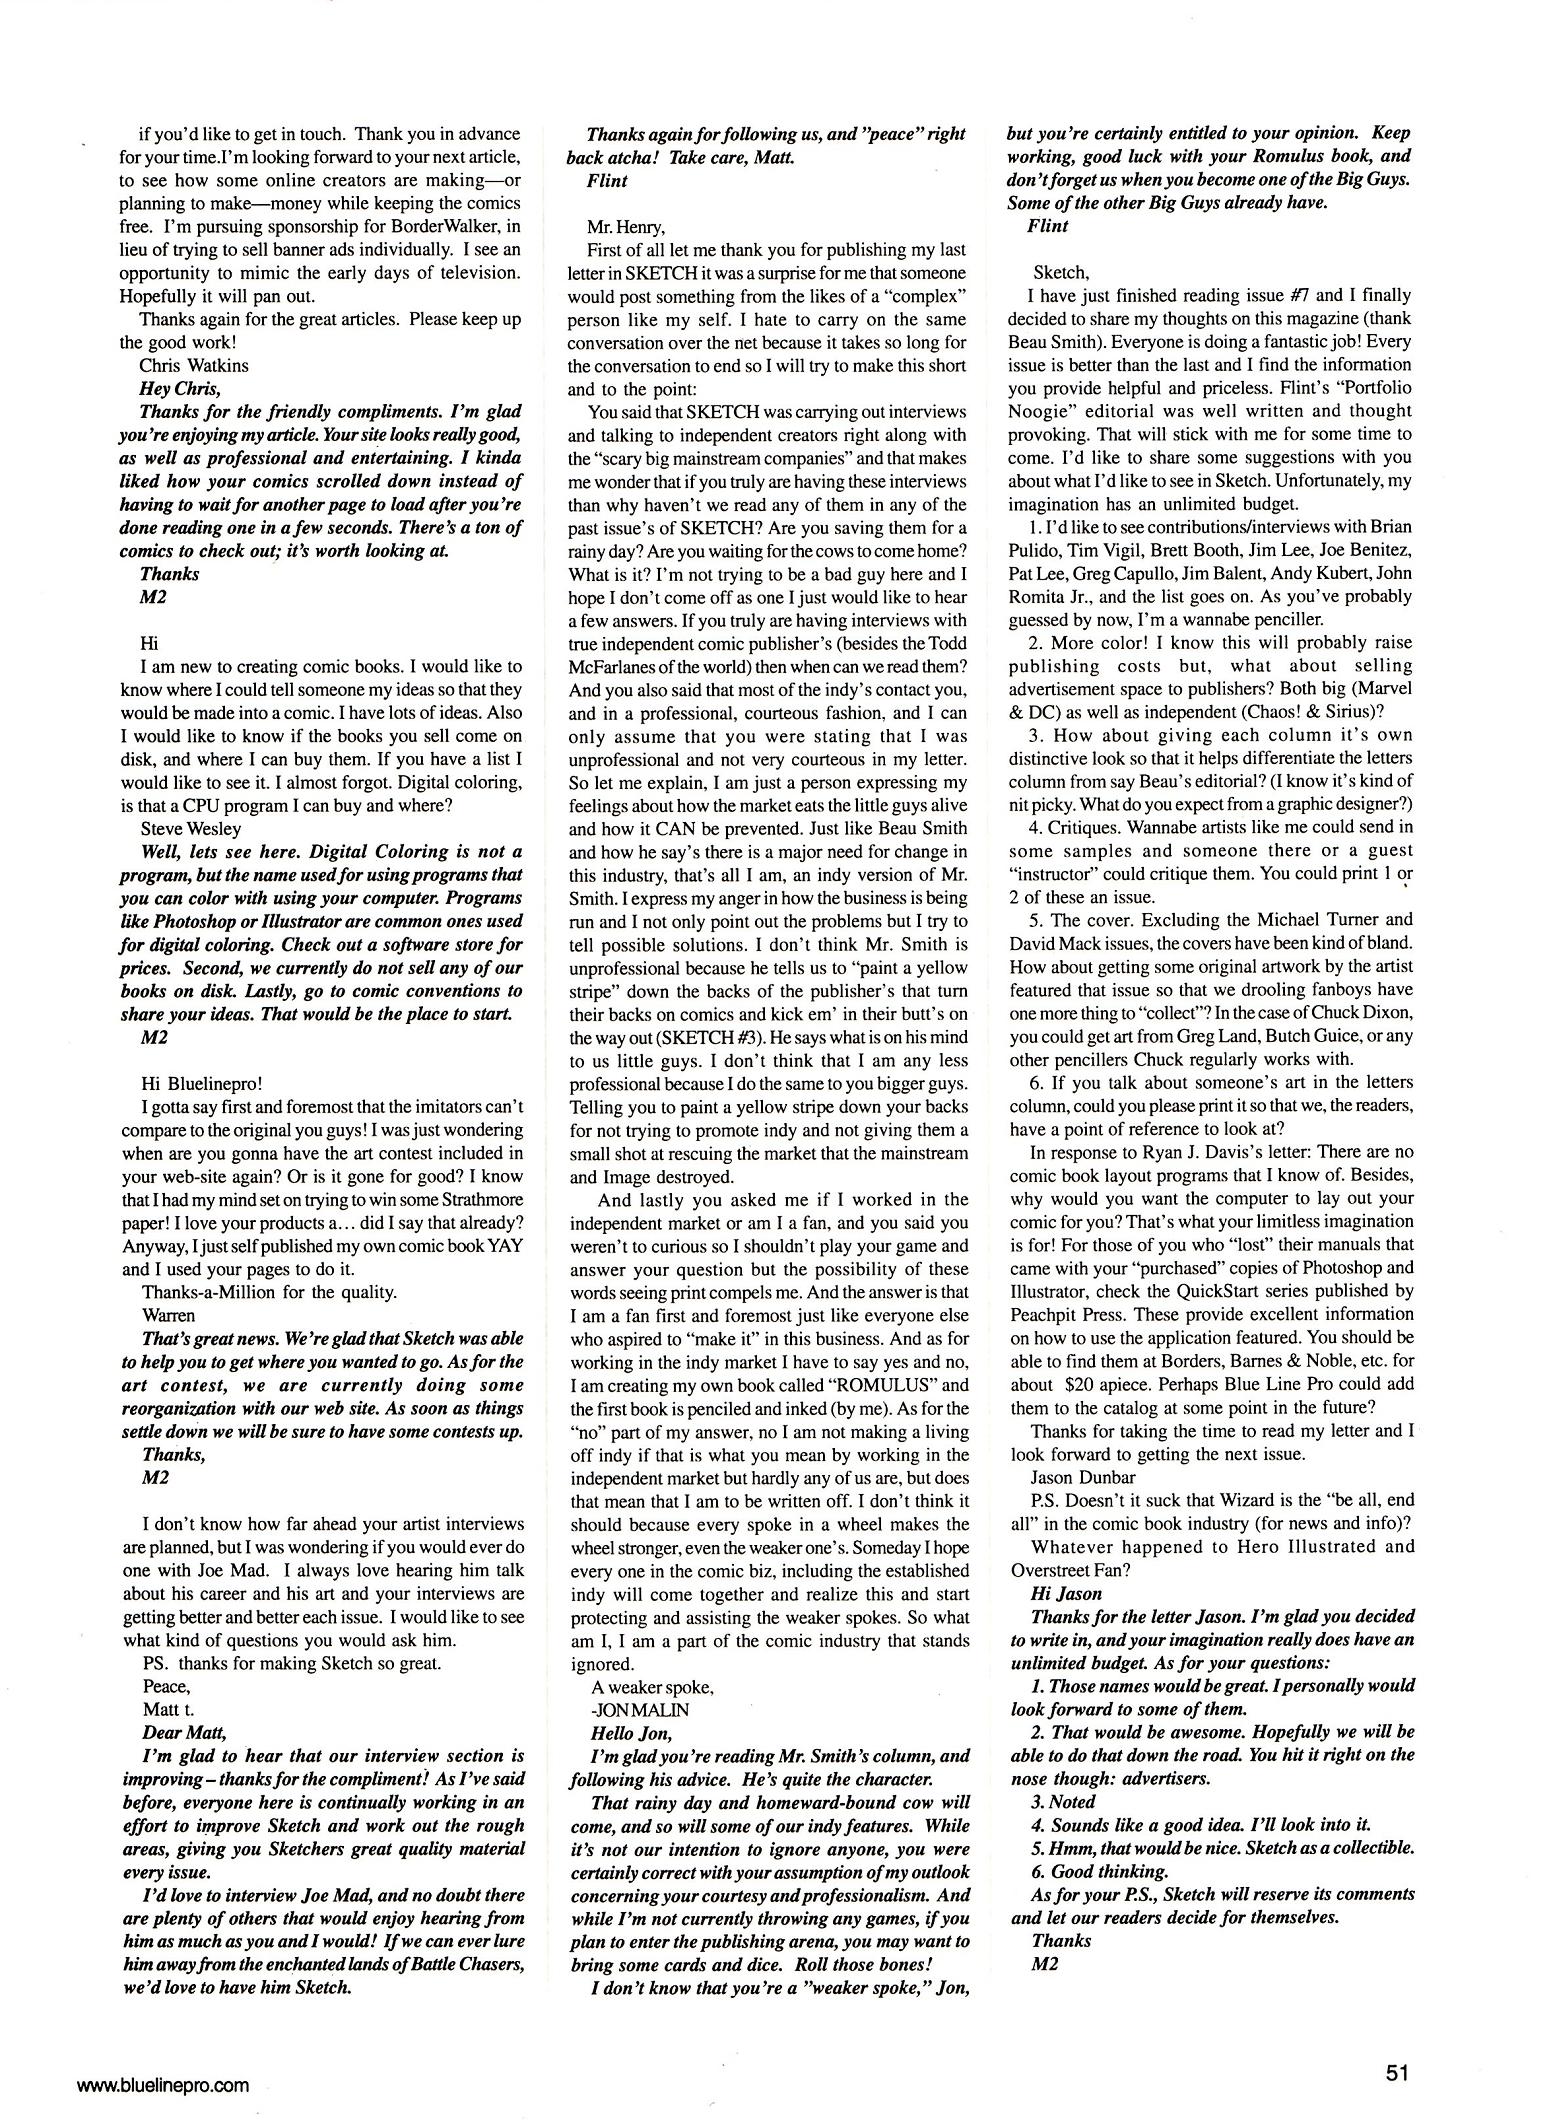 if you'd like to get in touch.  Thank you in advance
for your time.I'm looking forward to your next article,
to see how some online creators are making—or
planning to make—money while keeping the comics
free.  I'm pursuing sponsorship for BorderWalker, in
lieu of trying to sell banner ads individually.  I see an
opportunity to mimic the early days of television.
Hopefully it will pan out.
Thanks again for the great articles.  Please keep up
the good work!
Chris Watkins
Hey Chris,
Thanks for the friendly compliments. I'm glad
you're enjoying my article. Your site looks really good,
as well as professional and entertaining. I kinda
liked how your comics scrolled down instead of
having to wait for another page to load after you're
done reading one in a few seconds. There's a ton of
comics to check out; it's worth looking at.
Thanks
M2
Hi
I am new to creating comic books. I would like to
know where I could tell someone my ideas so that they
would be made into a comic. I have lots of ideas. Also
I would like to know if the books you sell come on
disk, and where I can buy them. If you have a list I
would like to see it. I almost forgot. Digital coloring,
is that a CPU program I can buy and where?
Steve Wesley
Well, lets see here. Digital Coloring is not a
program, but the name used for using programs that
you can color with using your computer. Programs
like Photoshop or Illustrator are common ones used
for digital coloring. Check out a software store for
prices.  Second, we currently do not sell any of our
books on disk. Lastly, go to comic conventions to
share your ideas. That would be the place to start.
M2
Hi Bluelinepro!
I gotta say first and foremost that the imitators can't
compare to the original you guys! I was just wondering
when are you gonna have the art contest included in
your web-site again? Or is it gone for good? I know
that I had my mind set on trying to win some Strathmore
paper! I love your products a... did I say that already?
Anyway, I just self published my own comic book YAY
and I used your pages to do it.
Thanks-a-Million for the quality.
Warren
That's great news. We're glad that Sketch was able
to help you to get where you wanted to go. As for the
art contest, we are currently doing some
reorganization with our web site. As soon as things
settle down we will be sure to have some contests up.
Thanks,
M2
I don't know how far ahead your artist interviews
are planned, but I was wondering if you would ever do
one with Joe Mad.  I always love hearing him talk
about his career and his art and your interviews are
getting better and better each issue.  I would like to see
what kind of questions you would ask him.
PS.  thanks for making Sketch so great.
Peace,
Matt t.
Dear Matt,
I'm glad to hear that our interview section is
improving – thanks for the compliment!  As I've said
before, everyone here is continually working in an
effort to improve Sketch and work out the rough
areas, giving you Sketchers great quality material
every issue.
I'd love to interview Joe Mad, and no doubt there
are plenty of others that would enjoy hearing from
him as much as you and I would!  If we can ever lure
him away from the enchanted lands of Battle Chasers,
we'd love to have him Sketch.
Thanks again for following us, and "peace" right
back atcha!  Take care, Matt.
Flint
Mr. Henry,
First of all let me thank you for publishing my last
letter in SKETCH it was a surprise for me that someone
would post something from the likes of a "complex"
person like my self. I hate to carry on the same
conversation over the net because it takes so long for
the conversation to end so I will try to make this short
and to the point:
You said that SKETCH was carrying out interviews
and talking to independent creators right along with
the "scary big mainstream companies" and that makes
me wonder that if you truly are having these interviews
than why haven't we read any of them in any of the
past issue's of SKETCH? Are you saving them for a
rainy day? Are you waiting for the cows to come home?
What is it? I'm not trying to be a bad guy here and I
hope I don't come off as one I just would like to hear
a few answers. If you truly are having interviews with
true independent comic publisher's (besides the Todd
McFarlanes of the world) then when can we read them?
And you also said that most of the indy's contact you,
and in a professional, courteous fashion, and I can
only assume that you were stating that I was
unprofessional and not very courteous in my letter.
So let me explain, I am just a person expressing my
feelings about how the market eats the little guys alive
and how it CAN be prevented. Just like Beau Smith
and how he say's there is a major need for change in
this industry, that's all I am, an indy version of Mr.
Smith. I express my anger in how the business is being
run and I not only point out the problems but I try to
tell possible solutions. I don't think Mr. Smith is
unprofessional because he tells us to "paint a yellow
stripe" down the backs of the publisher's that turn
their backs on comics and kick em' in their butt's on
the way out (SKETCH #3). He says what is on his mind
to us little guys. I don't think that I am any less
professional because I do the same to you bigger guys.
Telling you to paint a yellow stripe down your backs
for not trying to promote indy and not giving them a
small shot at rescuing the market that the mainstream
and Image destroyed.
And lastly you asked me if I worked in the
independent market or am I a fan, and you said you
weren't to curious so I shouldn't play your game and
answer your question but the possibility of these
words seeing print compels me. And the answer is that
I am a fan first and foremost just like everyone else
who aspired to "make it" in this business. And as for
working in the indy market I have to say yes and no,
I am creating my own book called "ROMULUS" and
the first book is penciled and inked (by me). As for the
"no" part of my answer, no I am not making a living
off indy if that is what you mean by working in the
independent market but hardly any of us are, but does
that mean that I am to be written off. I don't think it
should because every spoke in a wheel makes the
wheel stronger, even the weaker one's. Someday I hope
every one in the comic biz, including the established
indy will come together and realize this and start
protecting and assisting the weaker spokes. So what
am I, I am a part of the comic industry that stands
ignored.
A weaker spoke,
-JON MALIN
Hello Jon,
I'm glad you're reading Mr. Smith's column, and
following his advice.  He's quite the character.
That rainy day and homeward-bound cow will
come, and so will some of our indy features.  While
it's not our intention to ignore anyone, you were
certainly correct with your assumption of my outlook
concerning your courtesy and professionalism.  And
while I'm not currently throwing any games, if you
plan to enter the publishing arena, you may want to
bring some cards and dice.  Roll those bones!
I don't know that you're a "weaker spoke," Jon,
but you're certainly entitled to your opinion.  Keep
working, good luck with your Romulus book, and
don't forget us when you become one of the Big Guys.
Some of the other Big Guys already have.
Flint
Sketch,
I have just finished reading issue #7 and I finally
decided to share my thoughts on this magazine (thank
Beau Smith). Everyone is doing a fantastic job! Every
issue is better than the last and I find the information
you provide helpful and priceless. Flint's "Portfolio
Noogie" editorial was well written and thought
provoking. That will stick with me for some time to
come. I'd like to share some suggestions with you
about what I'd like to see in Sketch. Unfortunately, my
imagination has an unlimited budget.
1. I'd like to see contributions/interviews with Brian
Pulido, Tim Vigil, Brett Booth, Jim Lee, Joe Benitez,
Pat Lee, Greg Capullo, Jim Balent, Andy Kubert, John
Romita Jr., and the list goes on. As you've probably
guessed by now, I'm a wannabe penciller.
2. More color! I know this will probably raise
publishing costs but, what about selling
advertisement space to publishers? Both big (Marvel
& DC) as well as independent (Chaos! & Sirius)?
3. How about giving each column it's own
distinctive look so that it helps differentiate the letters
column from say Beau's editorial? (I know it's kind of
nit picky. What do you expect from a graphic designer?)
4. Critiques. Wannabe artists like me could send in
some samples and someone there or a guest
"instructor" could critique them. You could print 1 or
2 of these an issue.
5. The cover. Excluding the Michael Turner and
David Mack issues, the covers have been kind of bland.
How about getting some original artwork by the artist
featured that issue so that we drooling fanboys have
one more thing to "collect"? In the case of Chuck Dixon,
you could get art from Greg Land, Butch Guice, or any
other pencillers Chuck regularly works with.
6. If you talk about someone's art in the letters
column, could you please print it so that we, the readers,
have a point of reference to look at?
In response to Ryan J. Davis's letter: There are no
comic book layout programs that I know of. Besides,
why would you want the computer to lay out your
comic for you? That's what your limitless imagination
is for! For those of you who "lost" their manuals that
came with your "purchased" copies of Photoshop and
Illustrator, check the QuickStart series published by
Peachpit Press. These provide excellent information
on how to use the application featured. You should be
able to find them at Borders, Barnes & Noble, etc. for
about  $20 apiece. Perhaps Blue Line Pro could add
them to the catalog at some point in the future?
Thanks for taking the time to read my letter and I
look forward to getting the next issue.
Jason Dunbar
P.S. Doesn't it suck that Wizard is the "be all, end
all" in the comic book industry (for news and info)?
Whatever happened to Hero Illustrated and
Overstreet Fan?
Hi Jason
Thanks for the letter Jason. I'm glad you decided
to write in, and your imagination really does have an
unlimited budget. As for your questions:
1. Those names would be great. I personally would
look forward to some of them.
2. That would be awesome. Hopefully we will be
able to do that down the road. You hit it right on the
nose though: advertisers.
3. Noted
4. Sounds like a good idea. I'll look into it.
5. Hmm, that would be nice. Sketch as a collectible.
6. Good thinking.
As for your P.S., Sketch will reserve its comments
and let our readers decide for themselves.
Thanks
M2
www.bluelinepro.com
51